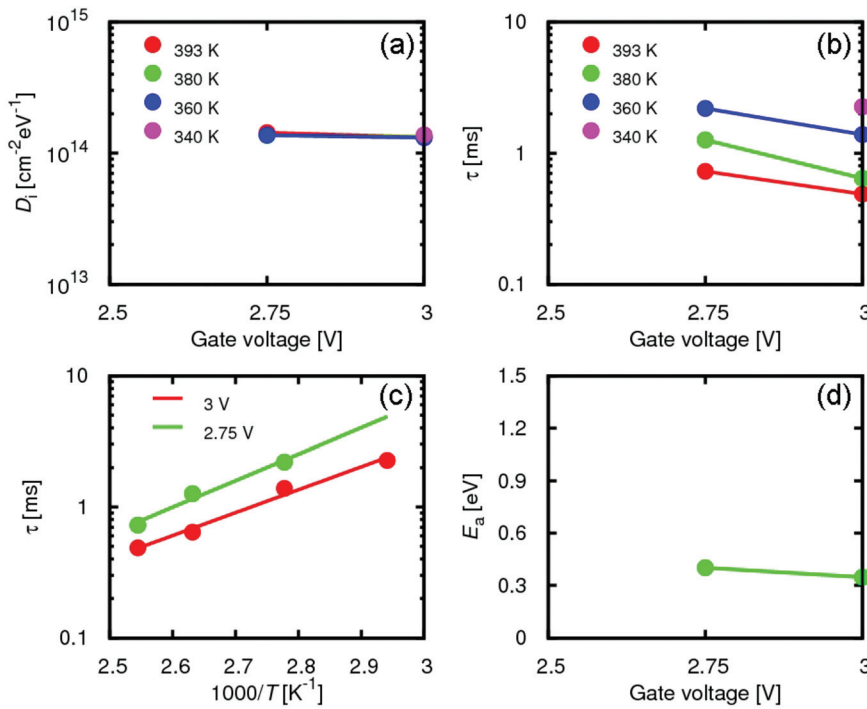 10^15
(a)
393 K
380 K
360 K
340 K
10^14
D_i [cm^-2 eV^-1]
10^13
2.5 2.75 3
Gate voltage [V]
10
(b)
393 K
380 K
360 K
340 K
1
τ [ms]
0.1
2.5 2.75 3
Gate voltage [V]
10
(c)
3 V
2.75 V
1
τ [ms]
0.1
2.5 2.6 2.7 2.8 2.9 3
1000/T [K^-1]
1.5
(d)
1.2
0.9
E_a [eV]
0.6
0.3
0
2.5 2.75 3
Gate voltage [V]